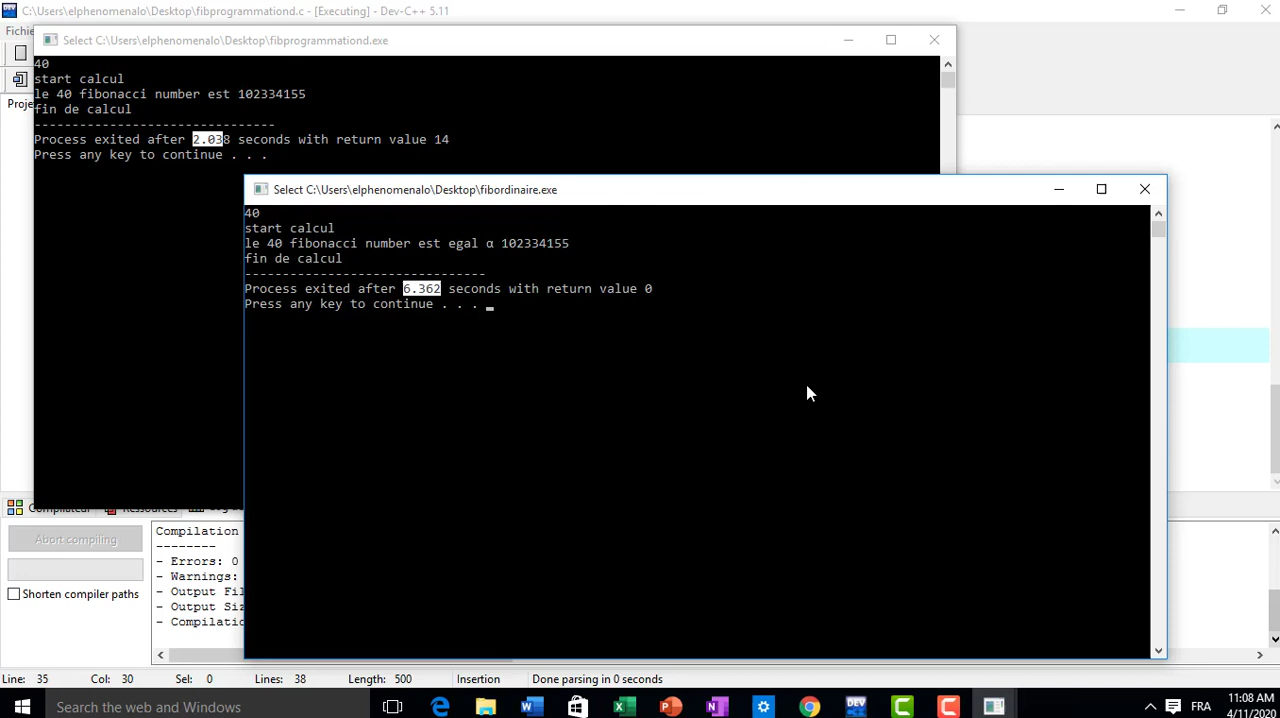 C:\Users\elphenomenalo\Desktop\fibprogrammationd.c - [Executing] - Dev-C++ 5.11
Select C:\Users\elphenomenalo\Desktop\fibprogrammationd.exe
40
start calcul
le 40 fibonacci number est 102334155
fin de calcul
--------------------------------
Process exited after 2.038 seconds with return value 14
Press any key to continue . . .
Select C:\Users\elphenomenalo\Desktop\fibordinaire.exe
40
start calcul
le 40 fibonacci number est egal α 102334155
fin de calcul
--------------------------------
Process exited after 6.362 seconds with return value 0
Press any key to continue . . .
Abort compiling
Shorten compiler paths
Compilation
--------
- Errors: 0
- Warnings:
- Output Fil
- Output Siz
- Compilatio
Line: 35 Col: 30 Sel: 0 Lines: 38 Length: 500 Insertion Done parsing in 0 seconds
Search the web and Windows
FRA
11:08 AM
4/11/2020